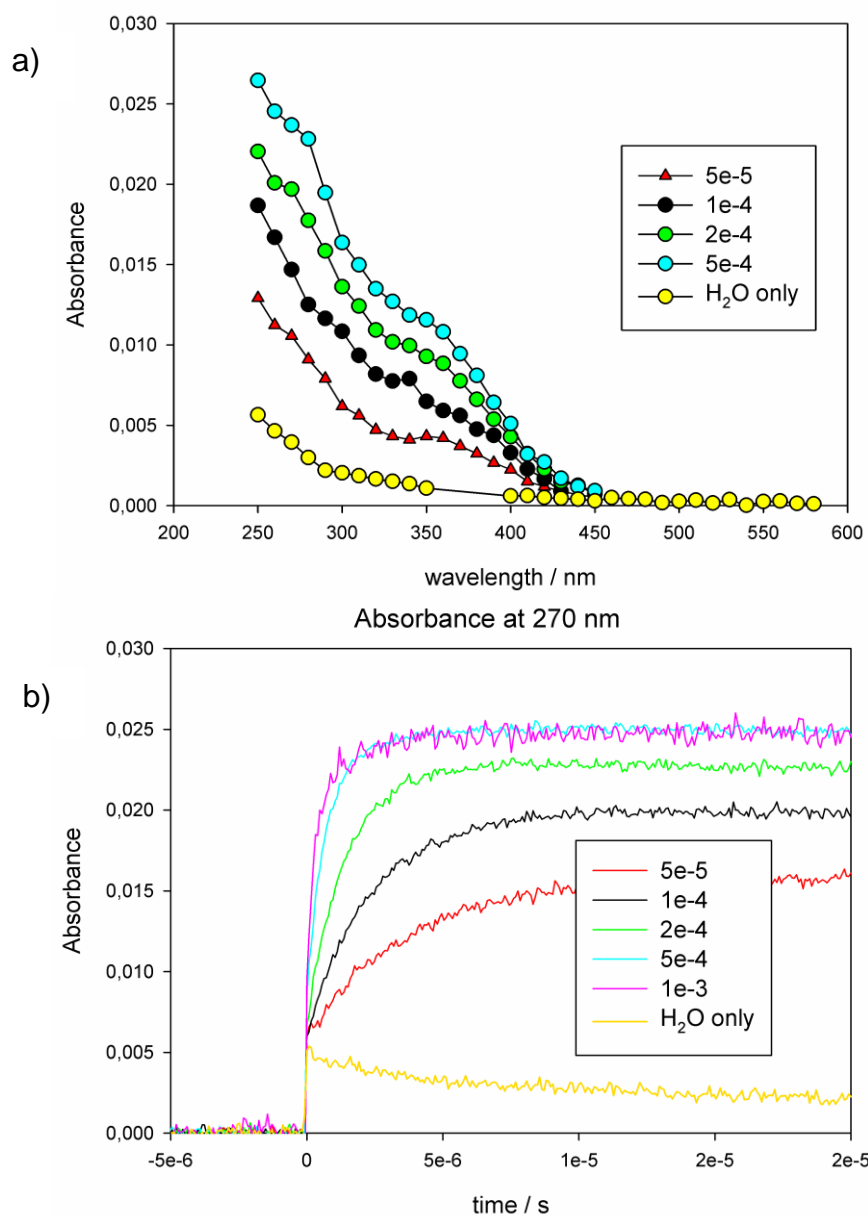 a)
0,030
0,025
0,020
0,015
0,010
0,005
0,000
Absorbance
5e-5
1e-4
2e-4
5e-4
H₂O only
200 250 300 350 400 450 500 550 600
wavelength / nm
b)
Absorbance at 270 nm
0,030
0,025
0,020
0,015
0,010
0,005
0,000
Absorbance
5e-5
1e-4
2e-4
5e-4
1e-3
H₂O only
-5e-6 0 5e-6 1e-5 2e-5 2e-5
time / s